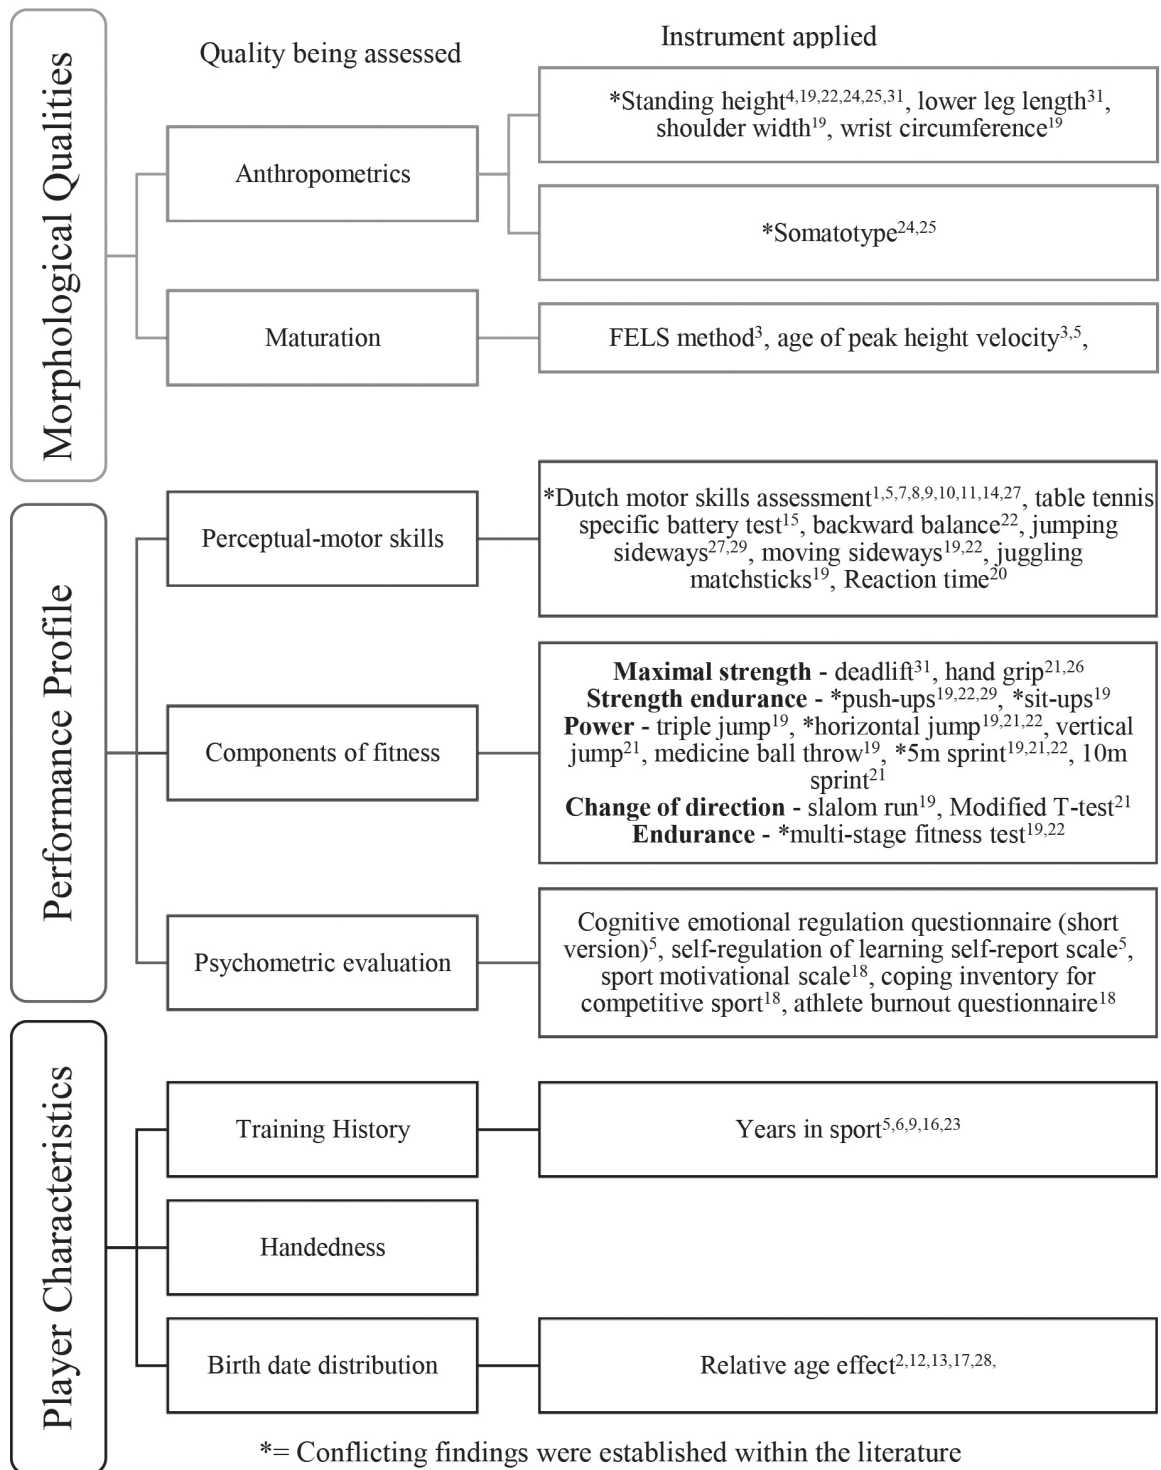 Quality being assessed
Instrument applied
Morphological Qualities
Anthropometrics
*Standing height4,19,22,24,25,31, lower leg length31,
shoulder width19, wrist circumference19
*Somatotype24,25
Maturation
FELS method3, age of peak height velocity3,5,
Performance Profile
Perceptual-motor skills
*Dutch motor skills assessment1,5,7,8,9,10,11,14,27, table tennis
specific battery test15, backward balance22, jumping
sideways27,29, moving sideways19,22, juggling
matchsticks19, Reaction time20
Components of fitness
Maximal strength - deadlift31, hand grip21,26
Strength endurance - *push-ups19,22,29, *sit-ups19
Power - triple jump19, *horizontal jump19,21,22, vertical
jump21, medicine ball throw19, *5m sprint19,21,22, 10m
sprint21
Change of direction - slalom run19, Modified T-test21
Endurance - *multi-stage fitness test19,22
Psychometric evaluation
Cognitive emotional regulation questionnaire (short
version)5, self-regulation of learning self-report scale5,
sport motivational scale18, coping inventory for
competitive sport18, athlete burnout questionnaire18
Player Characteristics
Training History
Years in sport5,6,9,16,23
Handedness
Birth date distribution
Relative age effect2,12,13,17,28,
*= Conflicting findings were established within the literature